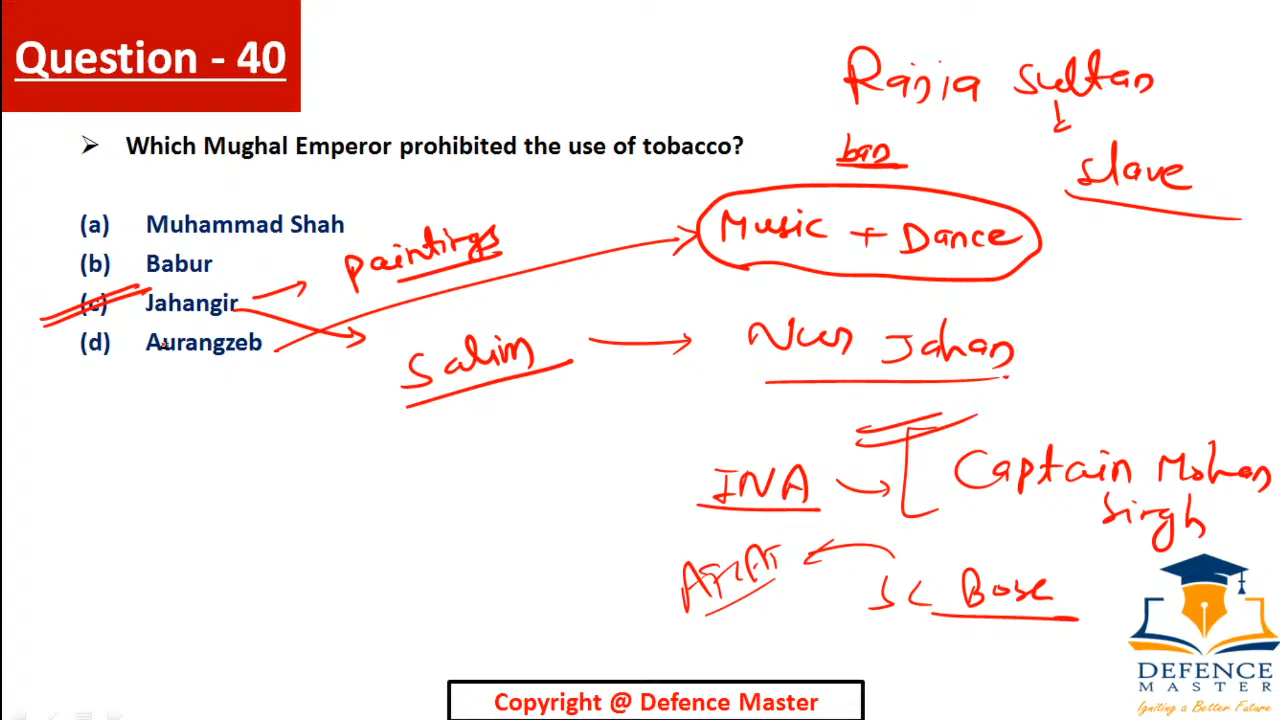 Question - 40
Razia Sultan
➢ Which Mughal Emperor prohibited the use of tobacco?
ban
slave
(a) Muhammad Shah
Music + Dance
paintings
(b) Babur
(c) Jahangir
(d) Aurangzeb
Salim
Nur Jahan
INA
Captain Mohan
Singh
SC Bose
DEFENCE
MASTER
Igniting a Better Future
Copyright @ Defence Master